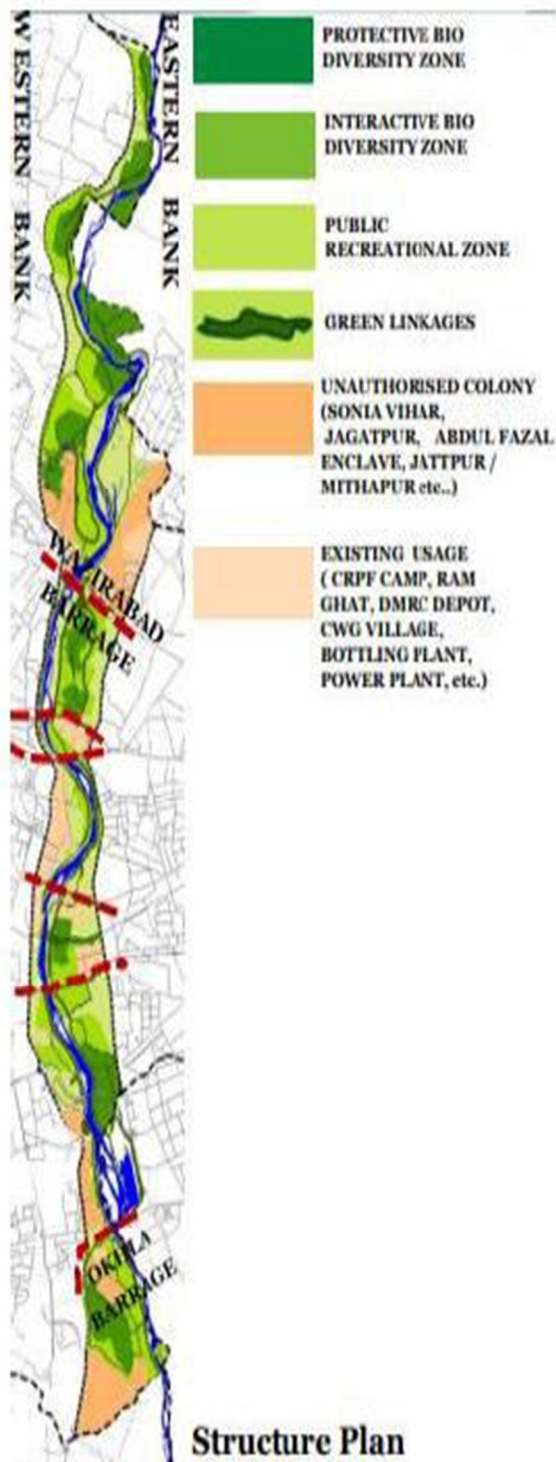 WESTERN BANK
EASTERN BANK
PROTECTIVE BIO
DIVERSITY ZONE
INTERACTIVE BIO
DIVERSITY ZONE
PUBLIC
RECREATIONAL ZONE
GREEN LINKAGES
UNAUTHORISED COLONY
(SONIA VIHAR,
JAGATPUR, ABDUL FAZAL
ENCLAVE, JATTPUR /
MITHAPUR etc..)
EXISTING USAGE
( CRPF CAMP, RAM
GHAT, DMRC DEPOT,
CWG VILLAGE,
BOTTLING PLANT,
POWER PLANT, etc.)
WAZIRABAD
BARRAGE
OKHLA
BARRAGE
Structure Plan